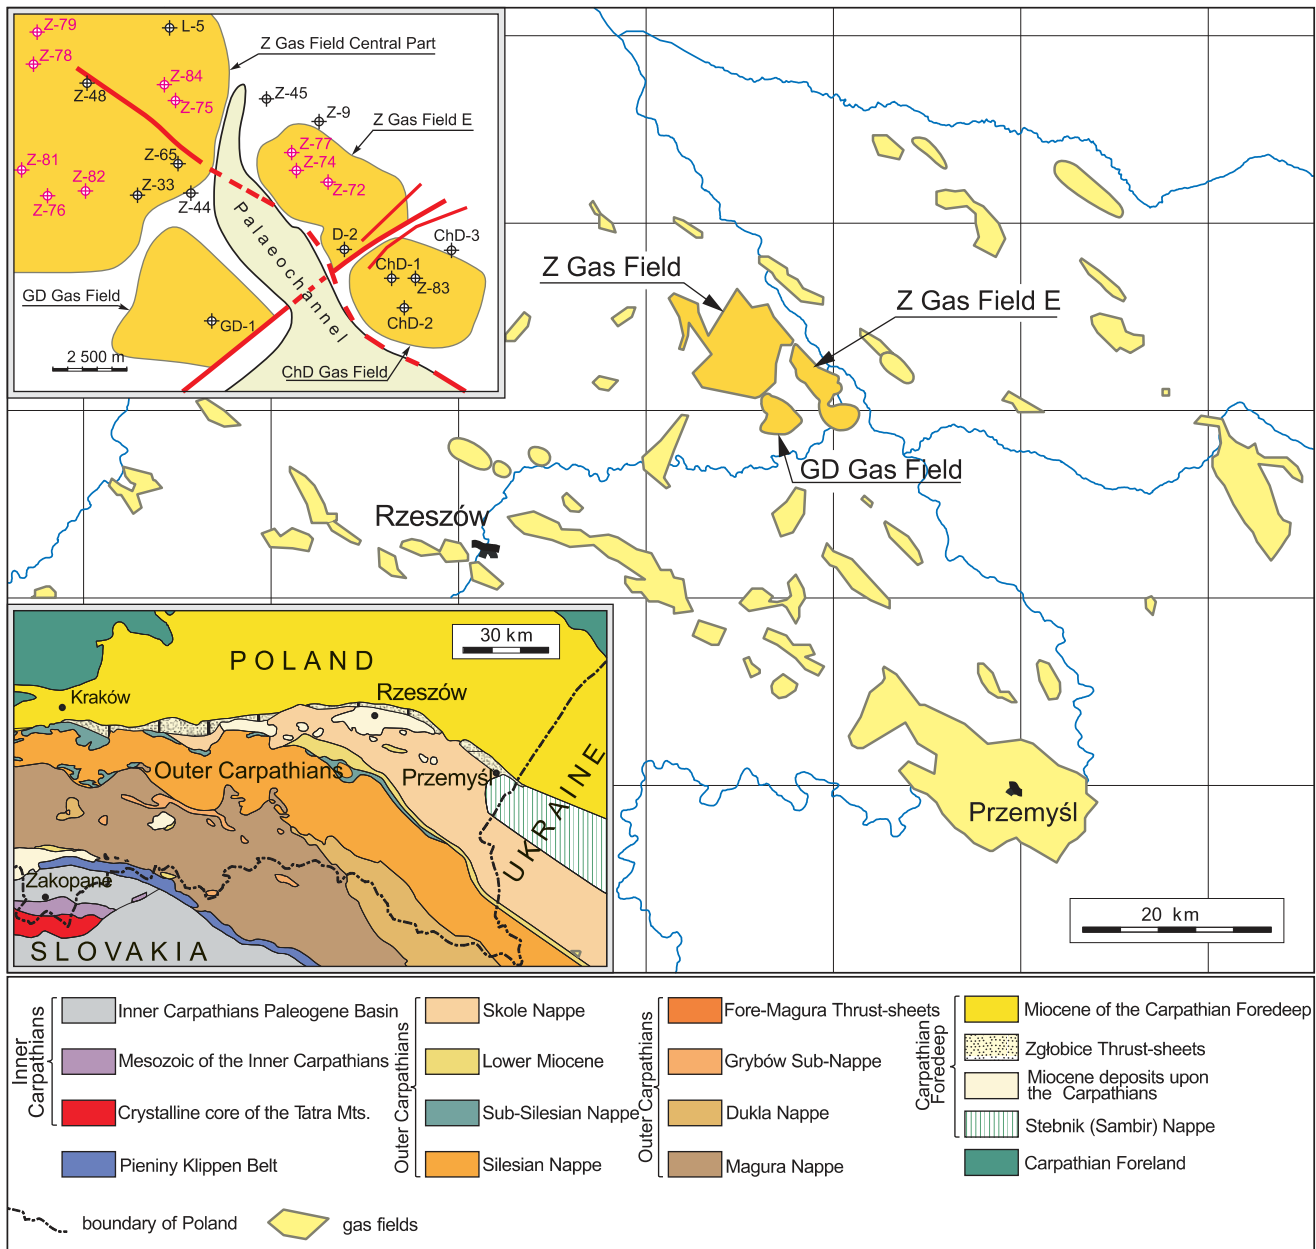 Z-79
L-5
Z Gas Field Central Part
Z-78
Z-84
Z-48
Z-75
Z-45
Z-9
Z Gas Field E
Z-77
Z-65
Z-74
Z-81
Z-82
Z-33
Z-72
Z-76
Z-44
Palaeochannel
D-2
ChD-3
ChD-1
Z-83
GD Gas Field
ChD-2
GD-1
2 500 m
ChD Gas Field
Z Gas Field
Z Gas Field E
GD Gas Field
Rzeszów
Przemyśl
20 km
30 km
POLAND
Kraków
Rzeszów
Outer Carpathians
Przemyśl
UKRAINE
Zakopane
SLOVAKIA
Inner
Carpathians
Inner Carpathians Paleogene Basin
Mesozoic of the Inner Carpathians
Crystalline core of the Tatra Mts.
Pieniny Klippen Belt
Outer Carpathians
Skole Nappe
Lower Miocene
Sub-Silesian Nappe
Silesian Nappe
Outer Carpathians
Fore-Magura Thrust-sheets
Grybów Sub-Nappe
Dukla Nappe
Magura Nappe
Carpathian
Foredeep
Miocene of the Carpathian Foredeep
Zgłobice Thrust-sheets
Miocene deposits upon
the Carpathians
Stebnik (Sambir) Nappe
Carpathian Foreland
boundary of Poland
gas fields